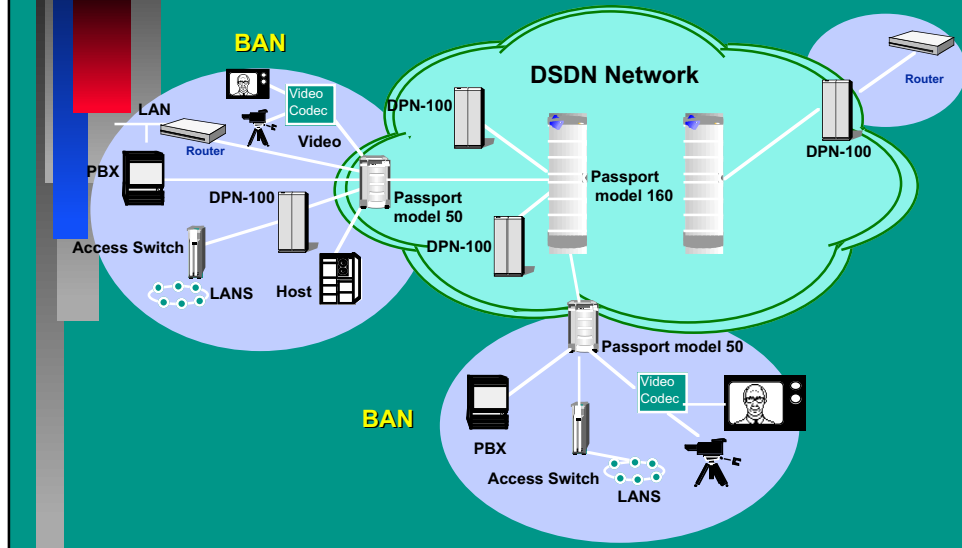 BAN
DSDN Network
Video
Codec
Router
LAN
DPN-100
Video
Router
DPN-100
PBX
Passport
model 50
Passport
model 160
DPN-100
DPN-100
Access Switch
LANS
Host
Passport model 50
Video
Codec
BAN
PBX
Access Switch
LANS